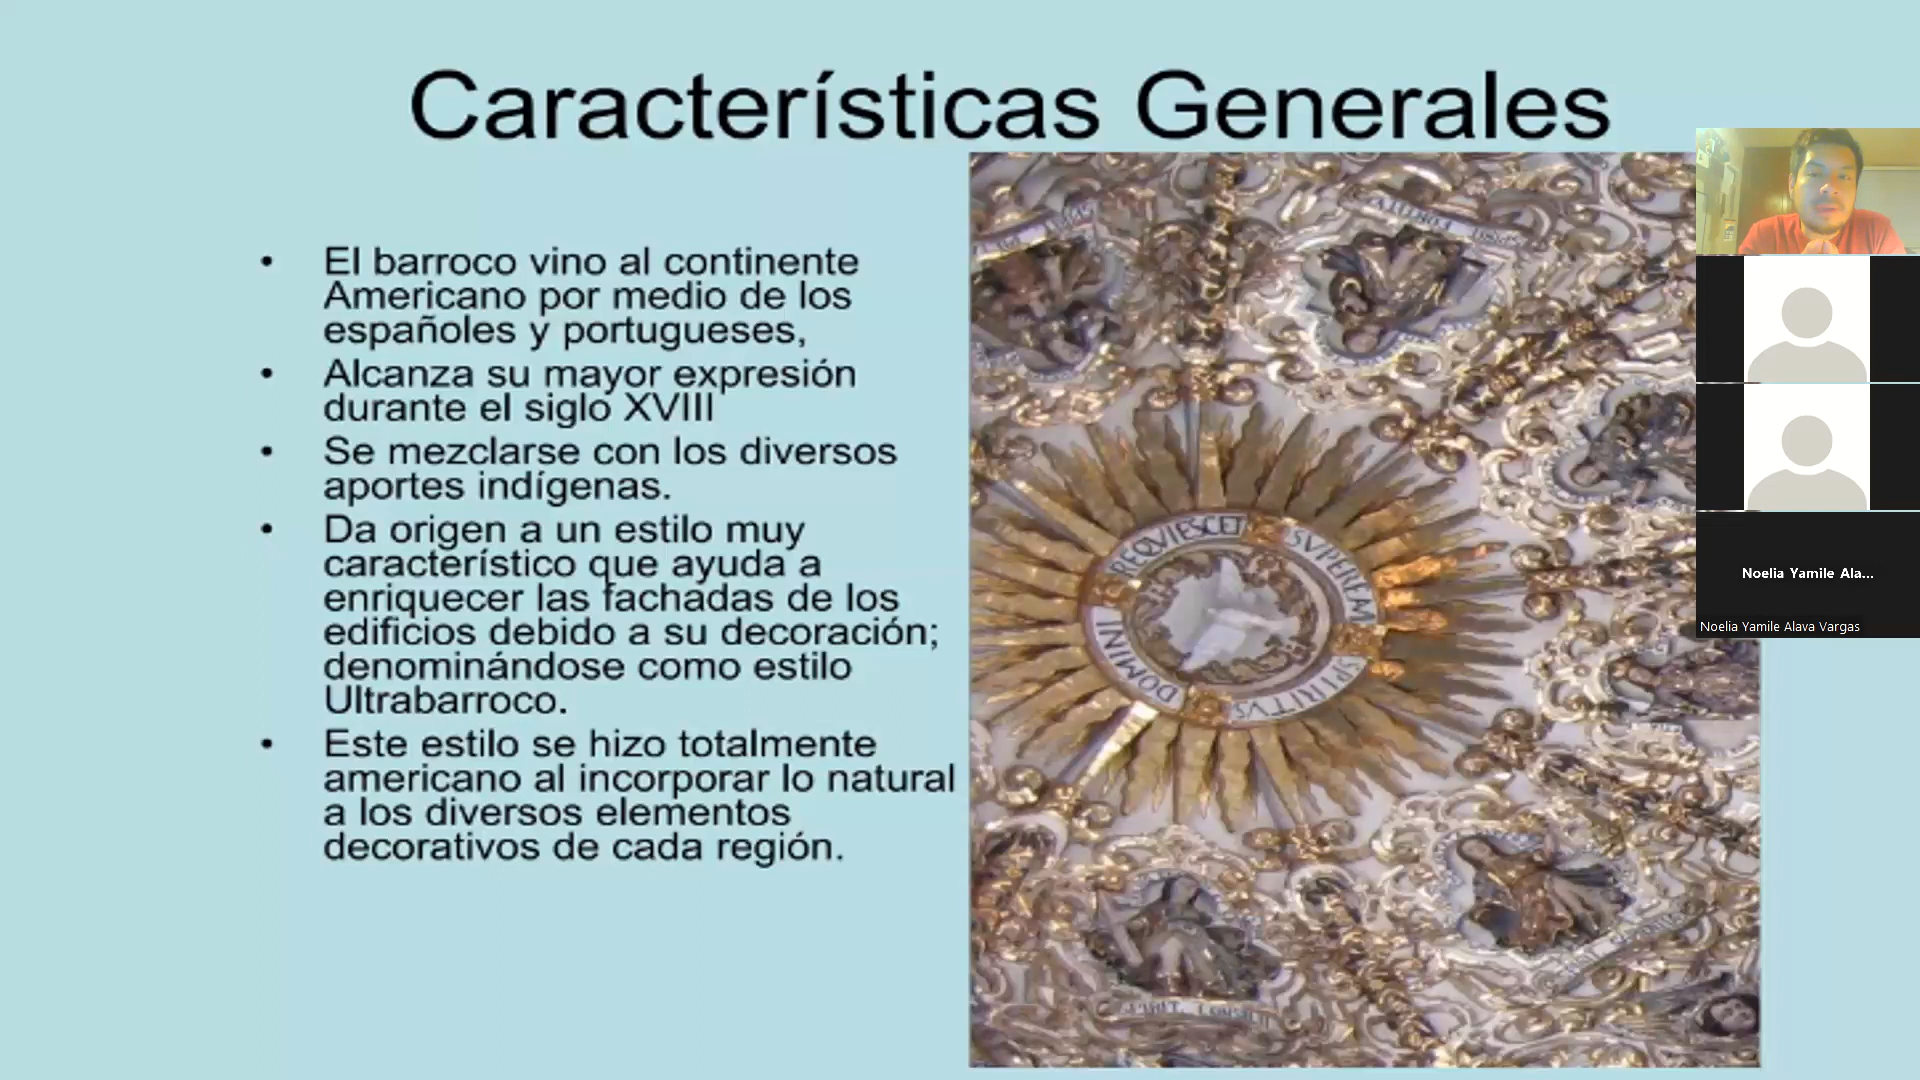 Características Generales
• El barroco vino al continente
Americano por medio de los
españoles y portugueses,
• Alcanza su mayor expresión
durante el siglo XVIII
• Se mezclarse con los diversos
aportes indígenas.
• Da origen a un estilo muy
característico que ayuda a
enriquecer las fachadas de los
edificios debido a su decoración;
denominándose como estilo
Ultrabarroco.
• Este estilo se hizo totalmente
americano al incorporar lo natural
a los diversos elementos
decorativos de cada región.
REQVIESCET
SVPEREAM
SPIRITVS
DOMINI
Noelia Yamile Ala...
Noelia Yamile Alava Vargas